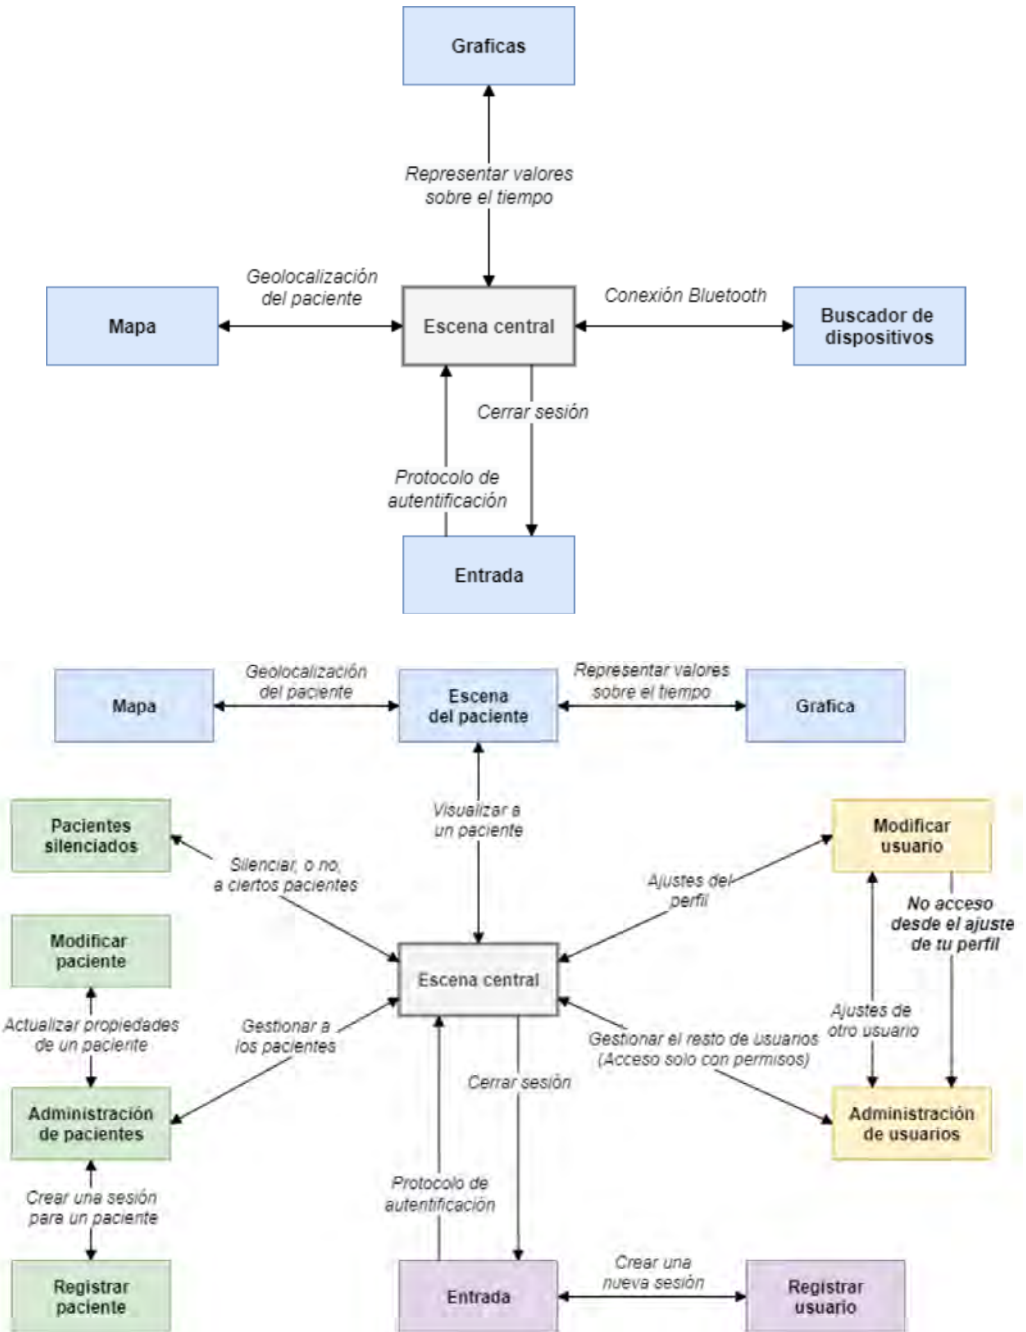 Graficas
Representar valores
sobre el tiempo
Geolocalización
del paciente
Conexión Bluetooth
Mapa
Escena central
Buscador de
dispositivos
Cerrar sesión
Protocolo de
autentificación
Entrada
Geolocalización
del paciente
Representar valores
sobre el tiempo
Mapa
Escena
del paciente
Grafica
Visualizar a
un paciente
Pacientes
silenciados
Modificar
usuario
Silenciar, o no,
a ciertos pacientes
Ajustes del
perfil
No acceso
desde el ajuste
de tu perfil
Modificar
paciente
Escena central
Actualizar propiedades
de un paciente
Gestionar a
los pacientes
Gestionar el resto de usuarios
(Acceso solo con permisos)
Ajustes de
otro usuario
Cerrar sesión
Administración
de pacientes
Administración
de usuarios
Crear una sesión
para un paciente
Protocolo de
autentificación
Crear una
nueva sesión
Registrar
paciente
Entrada
Registrar
usuario